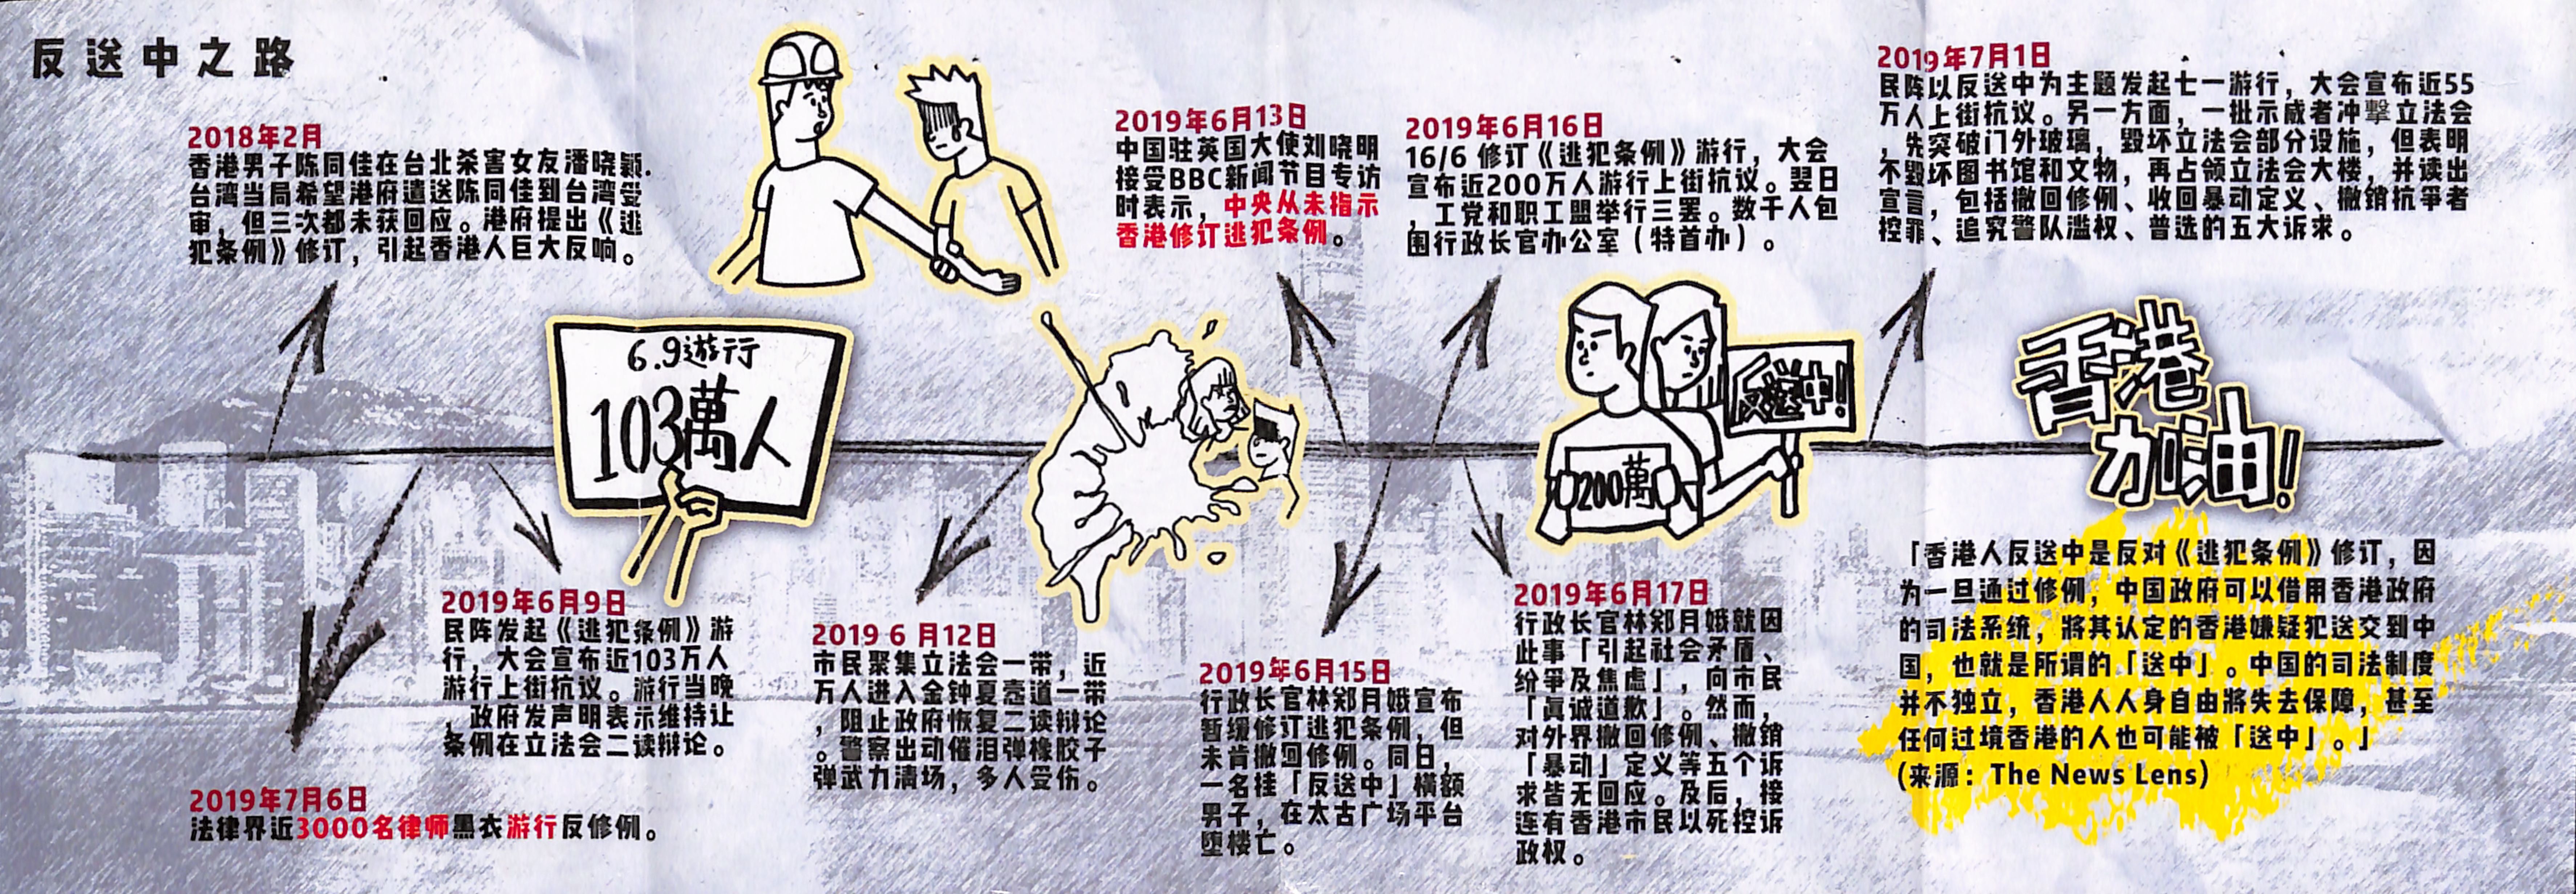 反送中之路
2018年2月
香港男子陈同佳在台北杀害女友潘晓颖.
台湾当局希望港府遣送陈同佳到台湾受
审，但三次都未获回应。港府提出《逃
犯条例》修订，引起香港人巨大反响。
2019年7月6日
法律界近3000名律师黑衣游行反修例。
6.9遊行
103萬人
2019年6月9日
民阵发起《逃犯条例》游
行，大会宣布近103万人
游行上街抗议。游行当晚
，政府发声明表示维持让
条例在立法会二读辩论。
2019 6 月12日
市民聚集立法会一带，近
万人进入金钟夏悫道一带
，阻止政府恢复二读辩论
。警察出动催泪弹橡胶子
弹武力清场，多人受伤。
2019年6月13日
中国驻英国大使刘晓明
接受BBC新闻节目专访
时表示，中央从未指示
香港修订逃犯条例。
2019年6月15日
行政长官林郑月娥宣布
暂缓修订逃犯条例，但
未肯撤回修例。同日，
一名挂「反送中」横额
男子，在太古广场平台
堕楼亡。
2019年6月16日
16/6 修订《逃犯条例》游行，大会
宣布近200万人游行上街抗议。翌日
，工党和职工盟举行三罢。数千人包
围行政长官办公室（特首办）。
反送中!
200萬
2019年6月17日
行政长官林郑月娥就因
此事「引起社会矛盾、
纷爭及焦虑」，向市民
「眞诚道歉」。然而，
对外界撤回修例、撤销
「暴动」定义等五个诉
求皆无回应。及后，接
连有香港市民以死控诉
政权。
2019年7月1日
民阵以反送中为主题发起七一游行，大会宣布近55
万人上街抗议。另一方面，一批示威者冲擊立法会
，先突破门外玻璃，毀坏立法会部分设施，但表明
不毀坏图书馆和文物，再占领立法会大楼，并读出
宣言，包括撤回修例、收回暴动定义、撤销抗爭者
控罪、追究警队滥权、普选的五大诉求。
香港
加油!
「香港人反送中是反对《逃犯条例》修订，因
为一旦通过修例，中国政府可以借用香港政府
的司法系统，將其认定的香港嫌疑犯送交到中
国，也就是所谓的「送中」。中国的司法制度
并不独立，香港人人身自由將失去保障，甚至
任何过境香港的人也可能被「送中」。」
(来源：The News Lens)